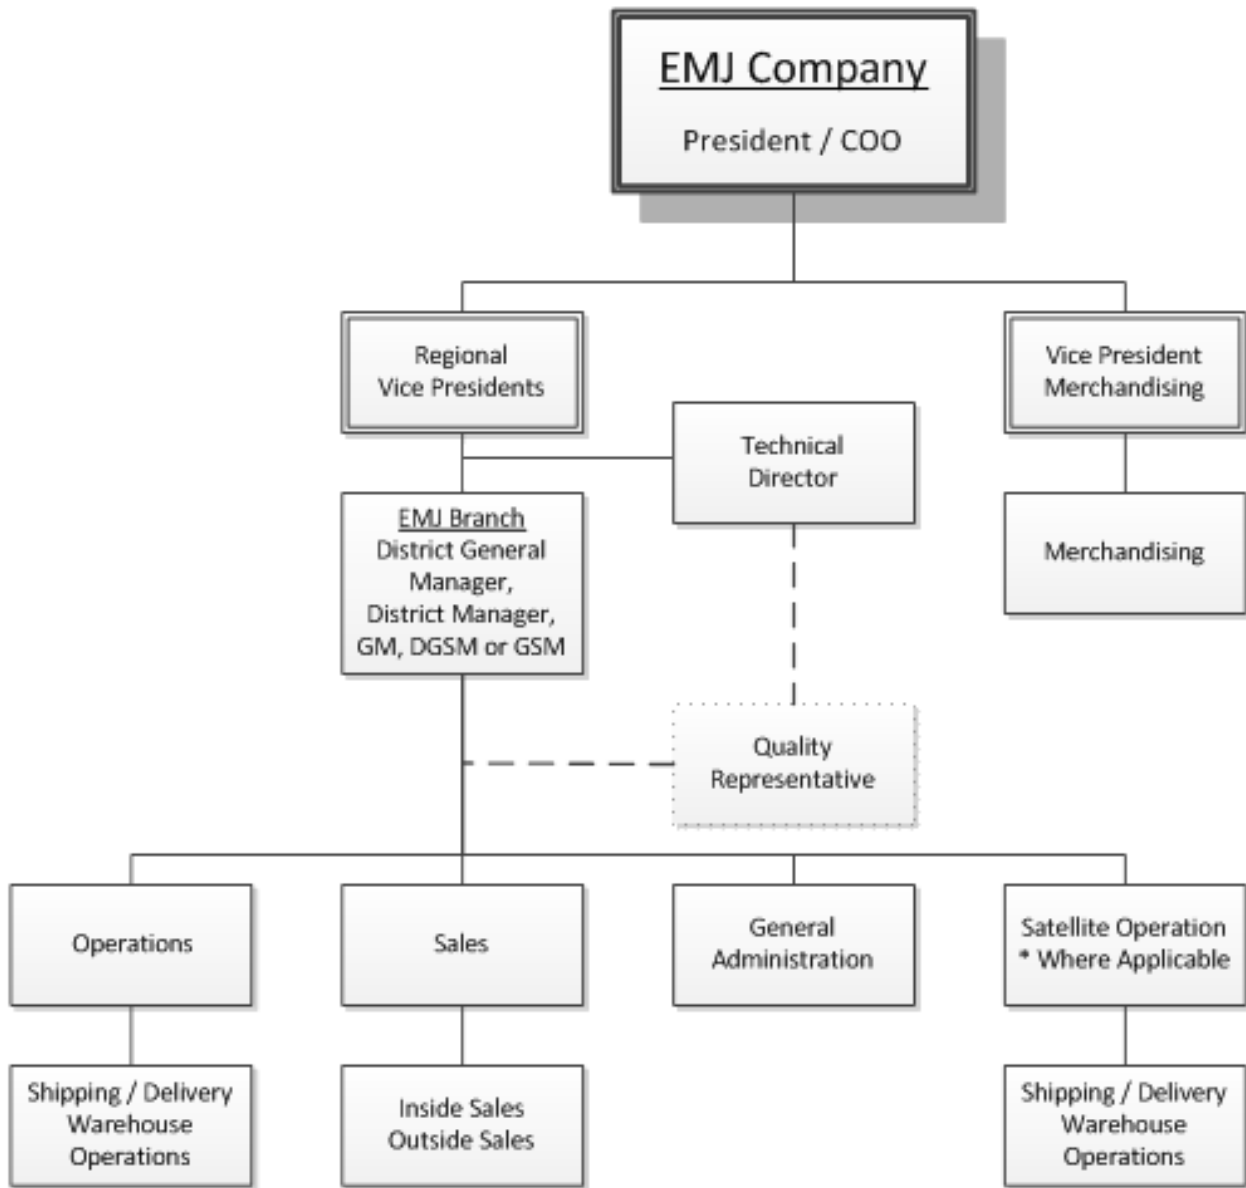 EMJ Company
President / COO
Regional
Vice Presidents
Vice President
Merchandising
Technical
Director
EMJ Branch
District General
Manager,
District Manager,
GM, DGSM or GSM
Merchandising
Quality
Representative
Operations
Sales
General
Administration
Satellite Operation
* Where Applicable
Shipping / Delivery
Warehouse
Operations
Inside Sales
Outside Sales
Shipping / Delivery
Warehouse
Operations